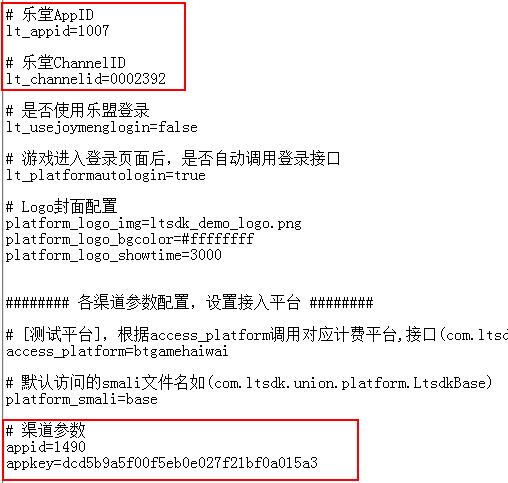 # 乐堂AppID
lt_appid=1007
# 乐堂ChannelID
lt_channelid=0002392
# 是否使用乐盟登录
lt_usejoymenglogin=false
# 游戏进入登录页面后，是否自动调用登录接口
lt_platformautologin=true
# Logo封面配置
platform_logo_img=ltsdk_demo_logo.png
platform_logo_bgcolor=#ffffffff
platform_logo_showtime=3000
######## 各渠道参数配置，设置接入平台 ########
# [测试平台]，根据access_platform调用对应计费平台,接口(com.ltsd
access_platform=btgamehaiwai
# 默认访问的smali文件名如(com.ltsdk.union.platform.LtsdkBase)
platform_smali=base
# 渠道参数
appid=1490
appkey=dcd5b9a5f00f5eb0e027f21bf0a015a3